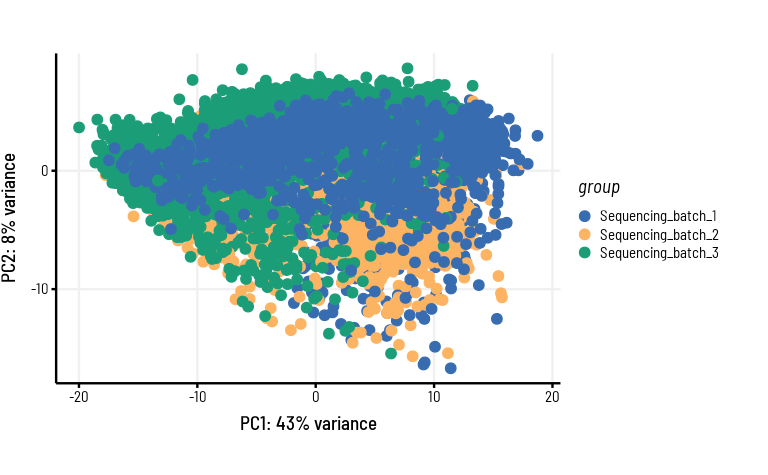 0
-10
-20
-10
0
10
20
PC1: 43% variance
PC2: 8% variance
group
Sequencing_batch_1
Sequencing_batch_2
Sequencing_batch_3